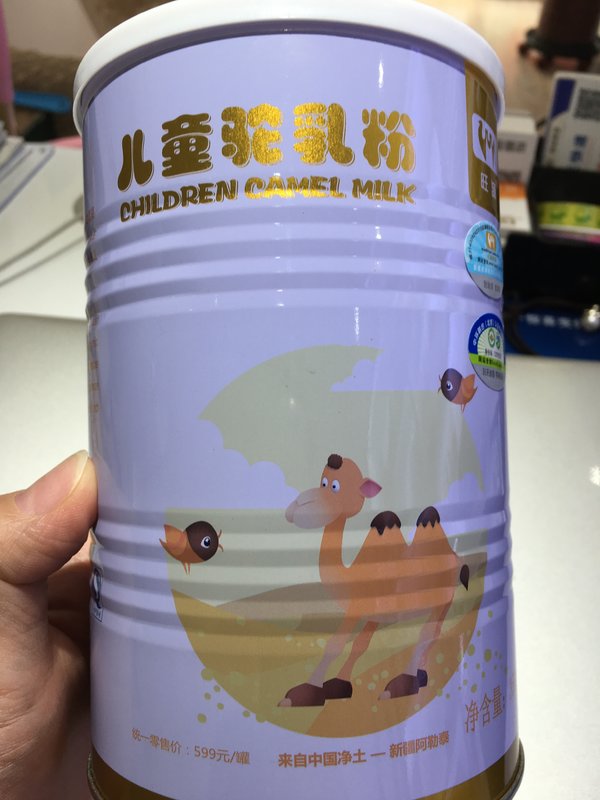 儿童驼乳粉
CHILDREN CAMEL MILK
旺
净含量:
统一零售价:599元/罐
来自中国净土 — 新疆阿勒泰